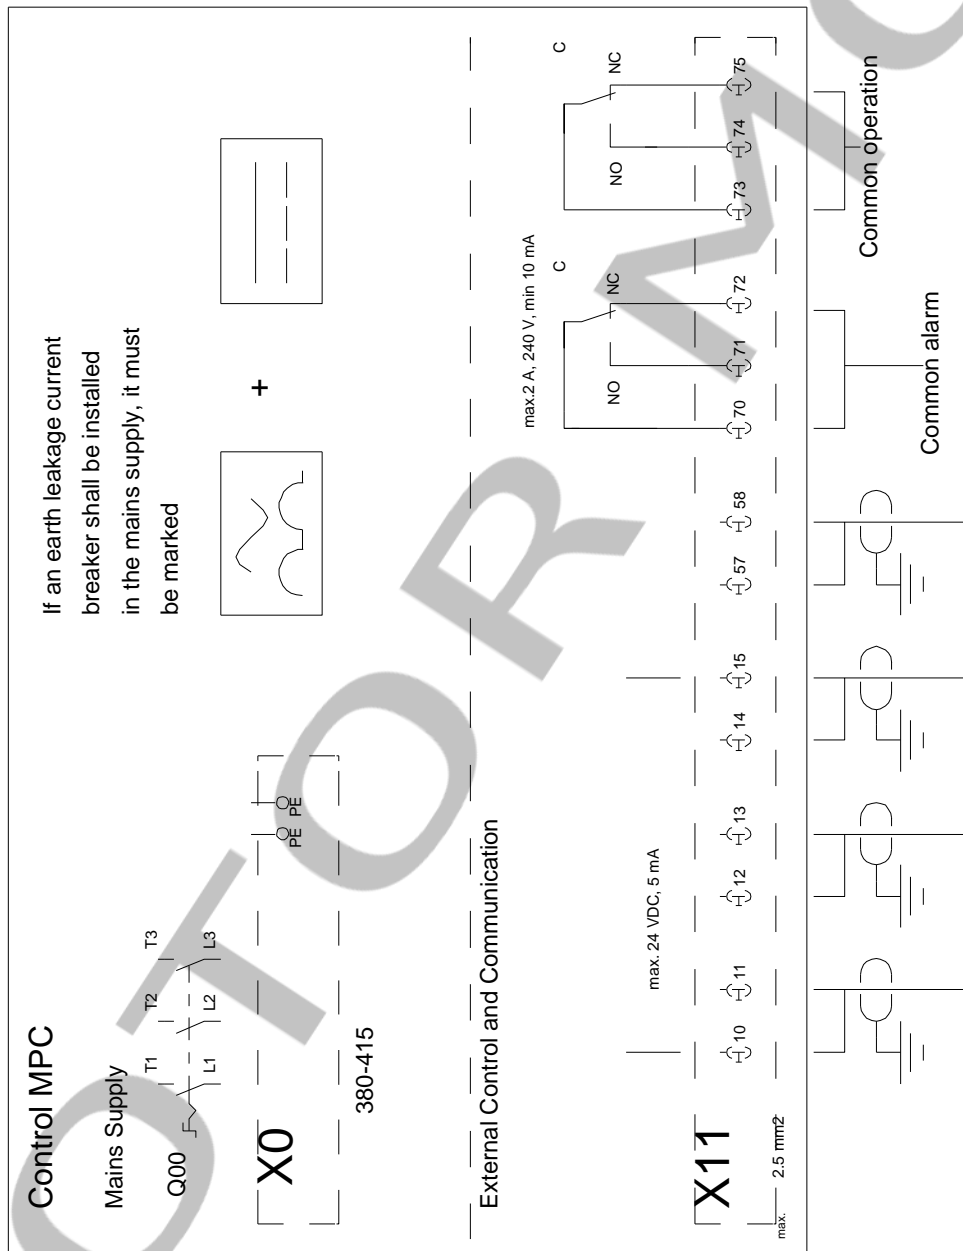 Control MPC
Mains Supply
Q00
T1 T2 T3
L1 L2 L3
X0
PE PE
380-415
If an earth leakage current
breaker shall be installed
in the mains supply, it must
be marked
+
External Control and Communication
max.2 A, 240 V, min 10 mA
C C
NO NC NO NC
max. 24 VDC, 5 mA
X11
10 11 12 13 14 15 57 58 70 71 72 73 74 75
max. 2.5 mm2
Common alarm
Common operation
OTOR MO